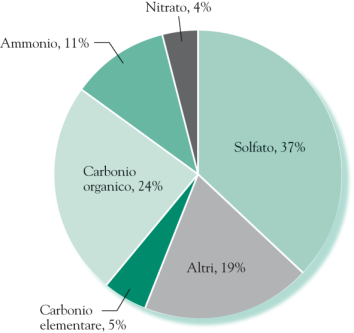 Nitrato, 4%
Ammonio, 11%
Solfato, 37%
Carbonio
organico, 24%
Altri, 19%
Carbonio
elementare, 5%